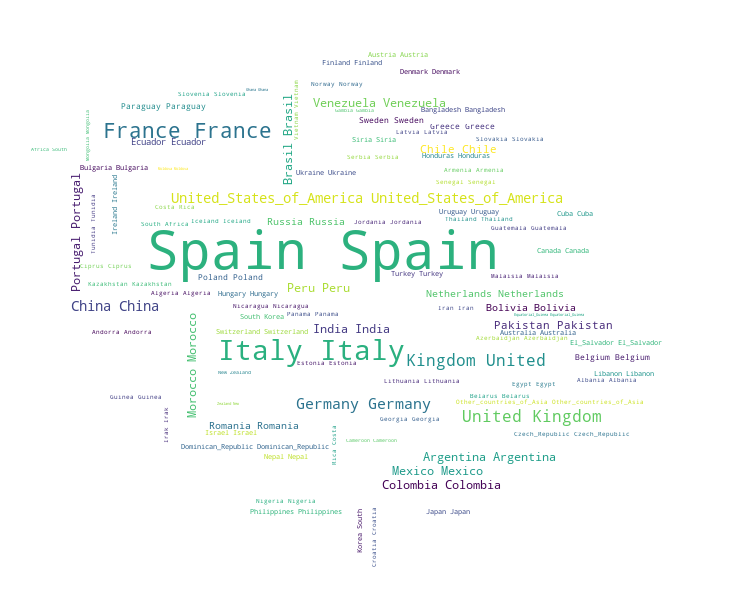 Austria Austria
Finland Finland
Denmark Denmark
Norway Norway
Slovenia Slovenia
Venezuela Venezuela
Paraguay Paraguay
Bangladesh Bangladesh
Brasil Brasil
Vietnam Vietnam
Mongolia Mongolia
Sweden Sweden
France France
Greece Greece
Latvia Latvia
Ecuador Ecuador
Siria Siria
Slovakia Slovakia
Africa South
Chile Chile
Serbia Serbia
Honduras Honduras
Bulgaria Bulgaria
Armenia Armenia
Ukraine Ukraine
Senegal Senegal
Portugal Portugal
Ireland Ireland
Tunidia Tunidia
United_States_of_America United_States_of_America
Costa Rica
Uruguay Uruguay
Cuba Cuba
Thailand Thailand
South Africa
Iceland Iceland
Russia Russia
Jordania Jordania
Guatemala Guatemala
Spain Spain
Canada Canada
Ciprus Ciprus
Poland Poland
Turkey Turkey
Malaisia Malaisia
Kazakhstan Kazakhstan
Peru Peru
Algeria Algeria
Hungary Hungary
Netherlands Netherlands
China China
Nicaragua Nicaragua
Iran Iran
Bolivia Bolivia
South Korea
Panama Panama
Equatorial_Guinea Equatorial_Guinea
Andorra Andorra
Switzerland Switzerland
India India
Pakistan Pakistan
Australia Australia
Morocco Morocco
Azerbaidjan Azerbaidjan
El_Salvador El_Salvador
Italy Italy
Kingdom United
Belgium Belgium
Estonia Estonia
New Zealand
Lithuania Lithuania
Libanon Libanon
Albania Albania
Egypt Egypt
Guinea Guinea
Belarus Belarus
Germany Germany
Other_countries_of_Asia Other_countries_of_Asia
United Kingdom
Georgia Georgia
Romania Romania
Israel Israel
Irak Irak
Czech_Republic Czech_Republic
Rica Costa
Cameroon Cameroon
Dominican_Republic Dominican_Republic
Nepal Nepal
Argentina Argentina
Mexico Mexico
Colombia Colombia
Nigeria Nigeria
Philippines Philippines
Korea South
Croatia Croatia
Japan Japan